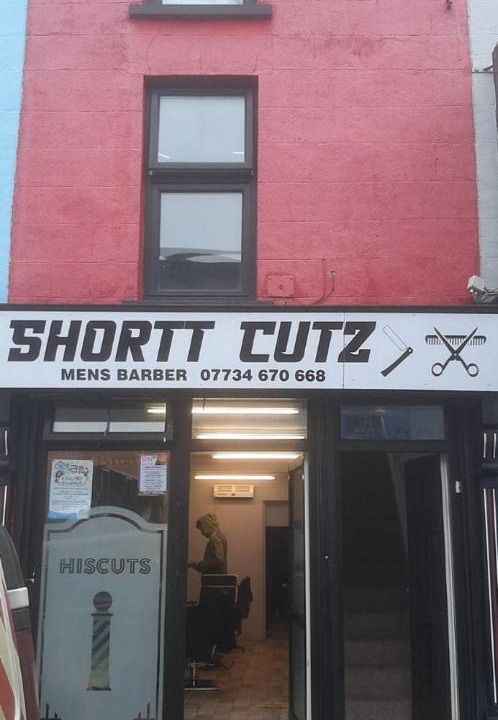 SHORTT CUTZ
MENS BARBER 07734 670 668
HISCUTS